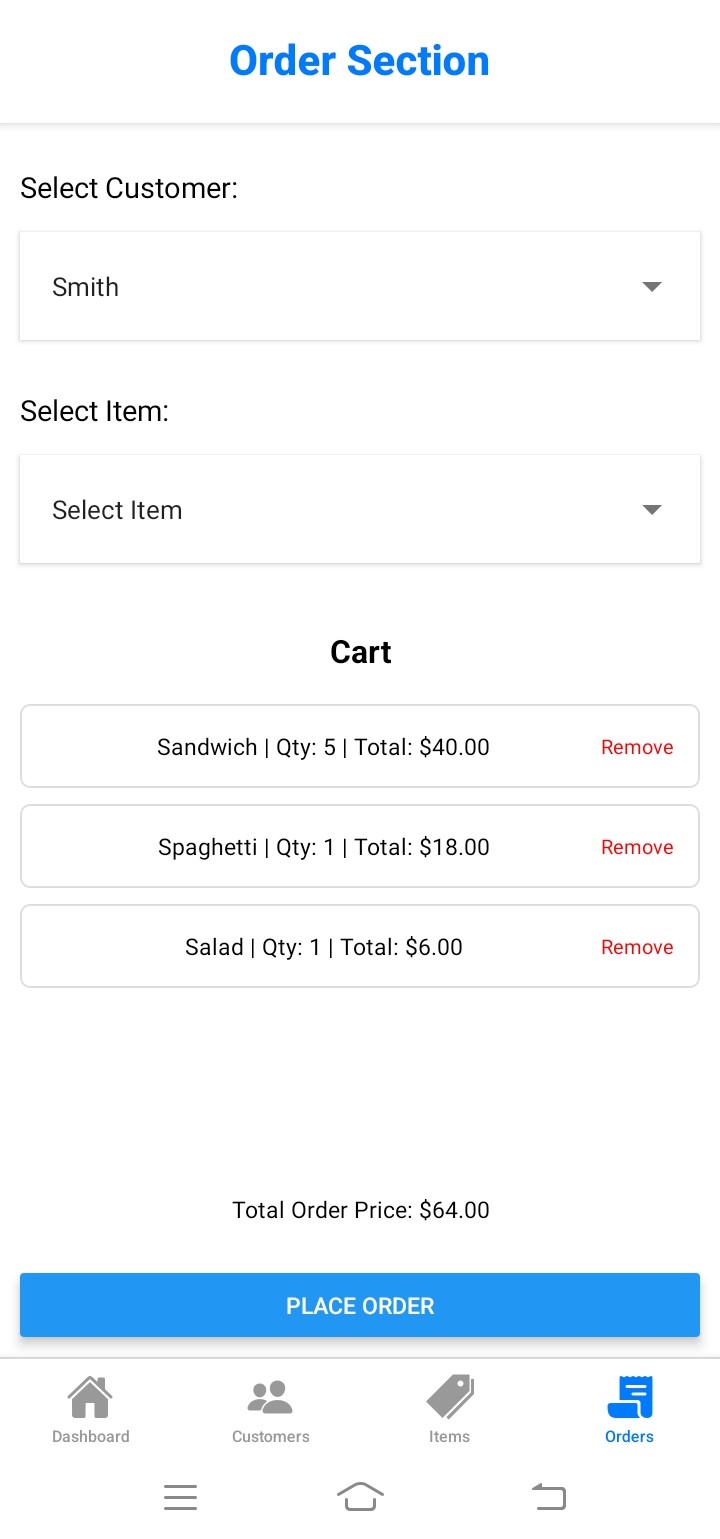 Order Section
Select Customer:
Smith
Select Item:
Select Item
Cart
Sandwich | Qty: 5 | Total: $40.00 Remove
Spaghetti | Qty: 1 | Total: $18.00 Remove
Salad | Qty: 1 | Total: $6.00 Remove
Total Order Price: $64.00
PLACE ORDER
Dashboard Customers Items Orders